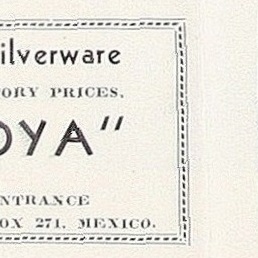 ilverware
ORY PRICES.
OYA"
NTRANCE
OX 271, MEXICO.